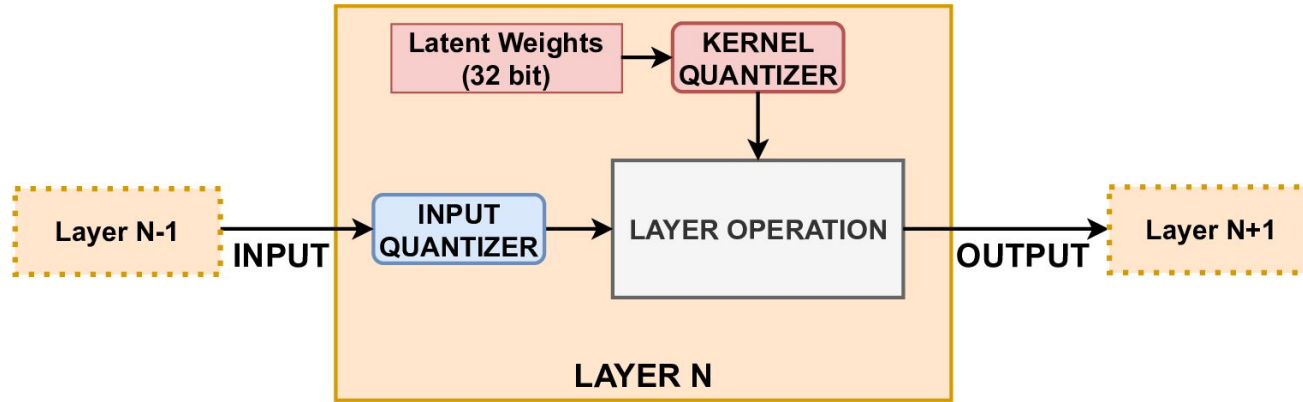 Latent Weights
(32 bit)
KERNEL
QUANTIZER
Layer N-1
INPUT
INPUT
QUANTIZER
LAYER OPERATION
OUTPUT
Layer N+1
LAYER N